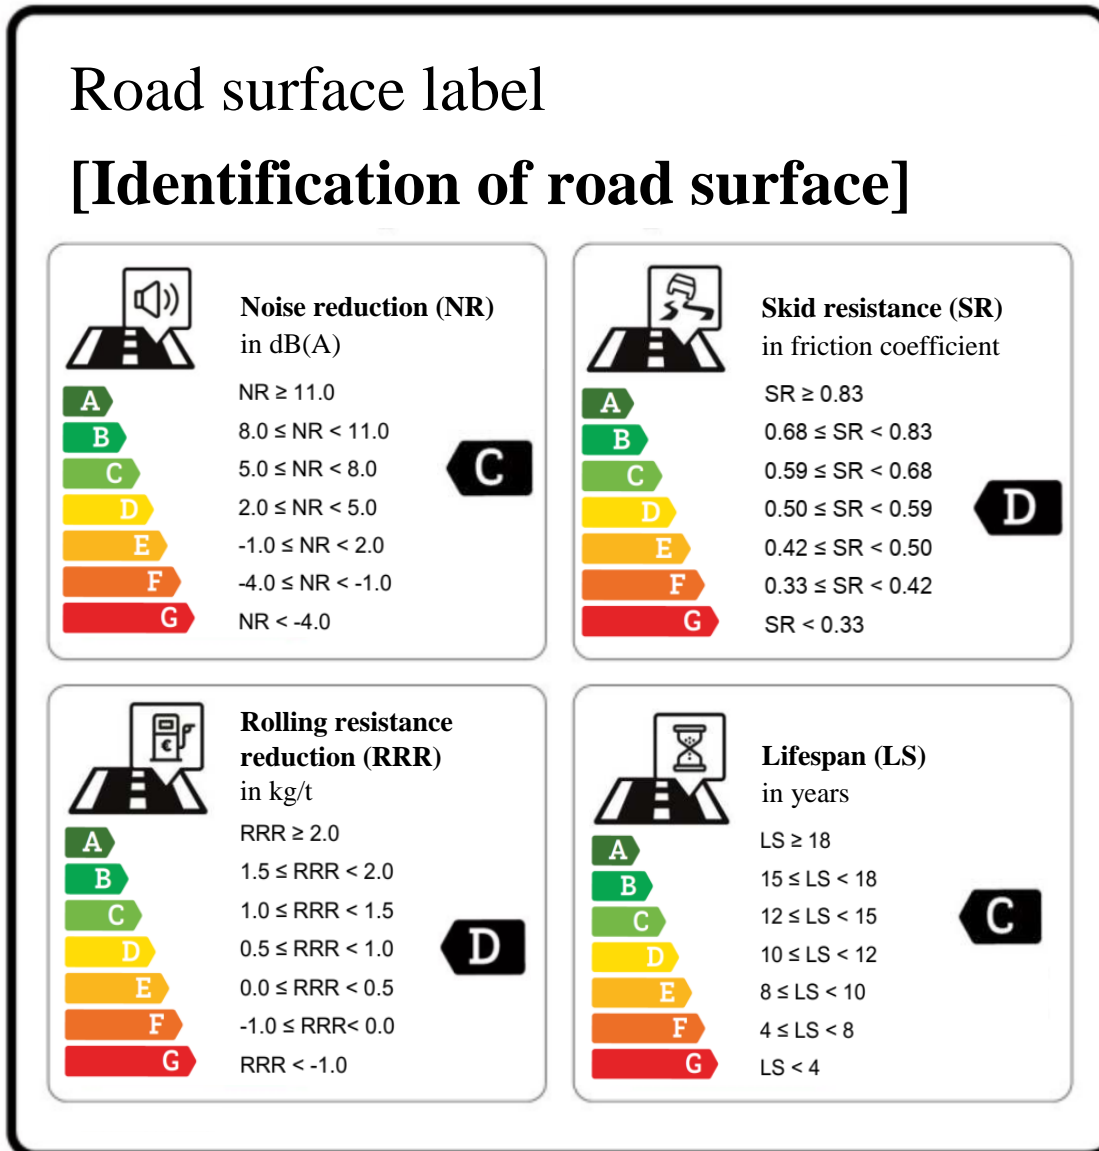 Road surface label
[Identification of road surface]
Noise reduction (NR)
in dB(A)
A NR ≥ 11.0
B 8.0 ≤ NR < 11.0
C 5.0 ≤ NR < 8.0
D 2.0 ≤ NR < 5.0
E -1.0 ≤ NR < 2.0
F -4.0 ≤ NR < -1.0
G NR < -4.0
C
Skid resistance (SR)
in friction coefficient
A SR ≥ 0.83
B 0.68 ≤ SR < 0.83
C 0.59 ≤ SR < 0.68
D 0.50 ≤ SR < 0.59
E 0.42 ≤ SR < 0.50
F 0.33 ≤ SR < 0.42
G SR < 0.33
D
€
Rolling resistance
reduction (RRR)
in kg/t
A RRR ≥ 2.0
B 1.5 ≤ RRR < 2.0
C 1.0 ≤ RRR < 1.5
D 0.5 ≤ RRR < 1.0
E 0.0 ≤ RRR < 0.5
F -1.0 ≤ RRR< 0.0
G RRR < -1.0
D
Lifespan (LS)
in years
A LS ≥ 18
B 15 ≤ LS < 18
C 12 ≤ LS < 15
D 10 ≤ LS < 12
E 8 ≤ LS < 10
F 4 ≤ LS < 8
G LS < 4
C